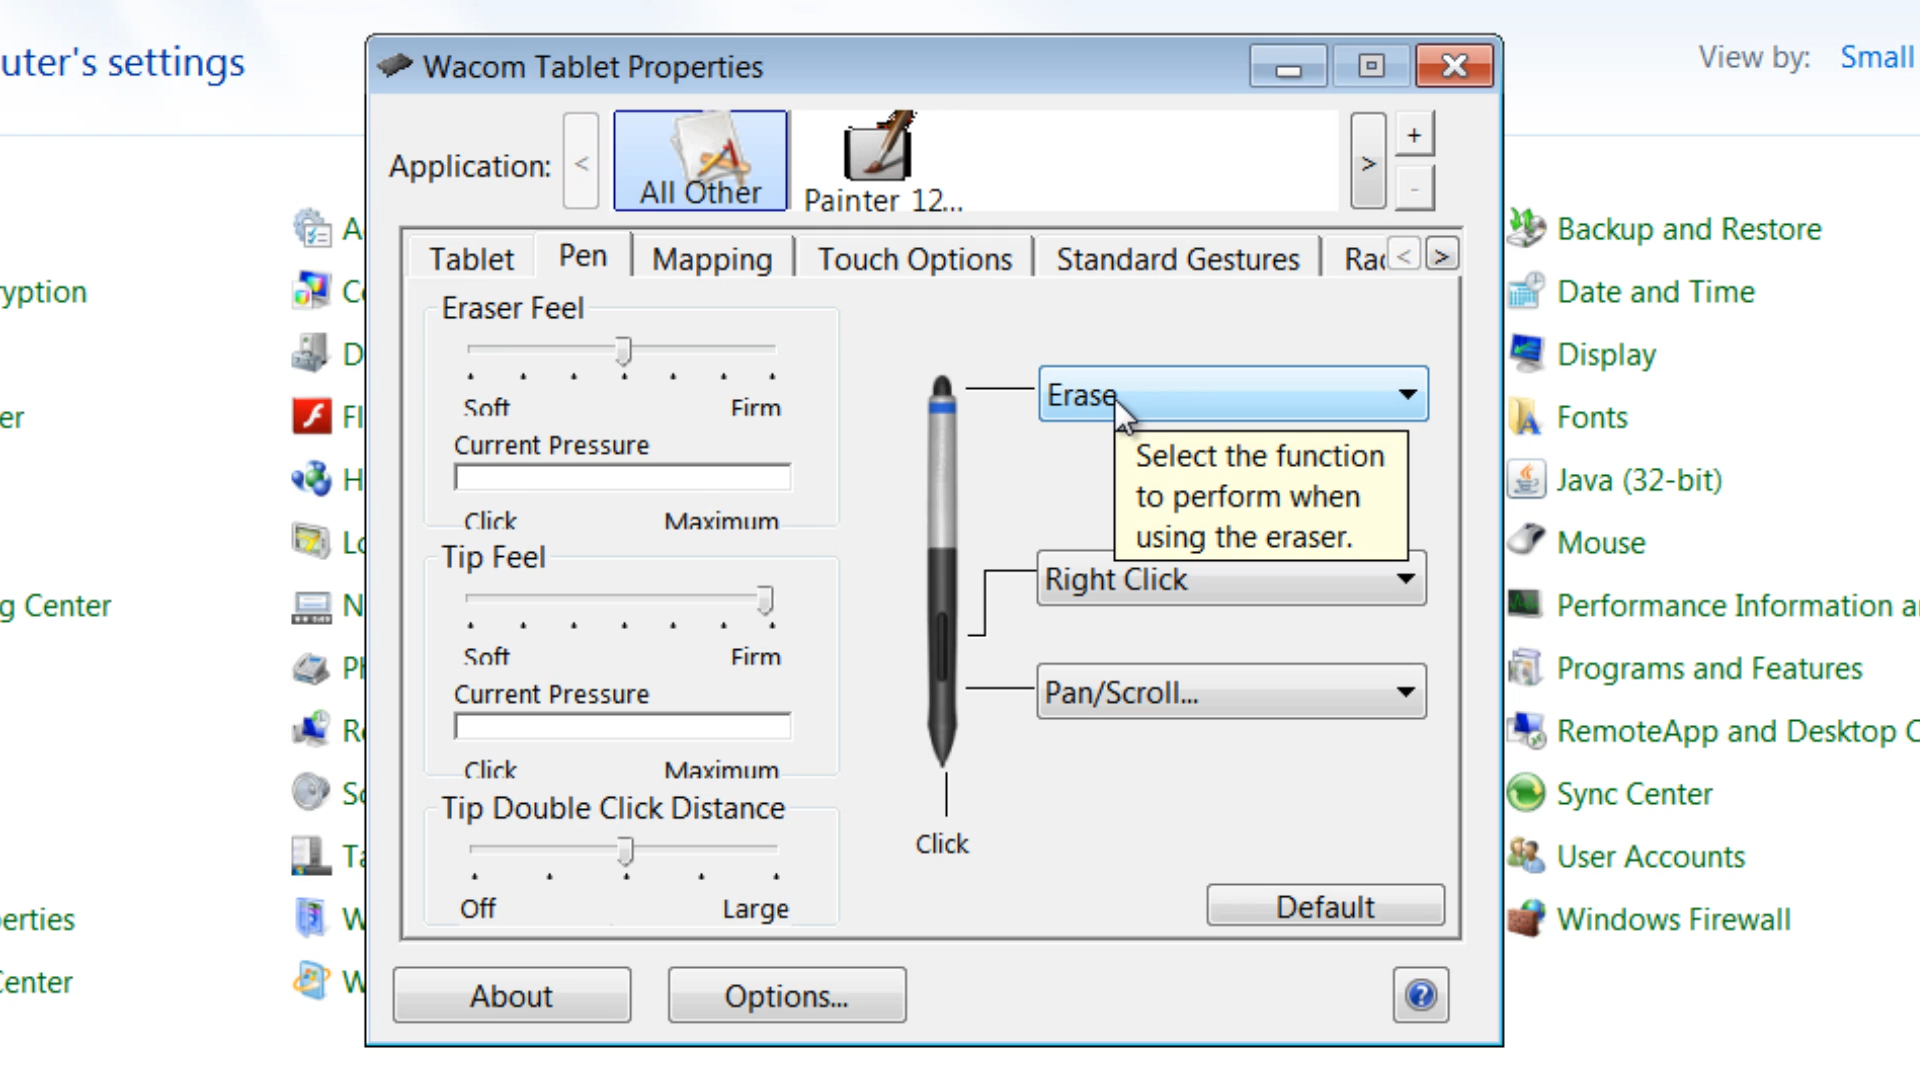 uter's settings
View by: Small
Wacom Tablet Properties
Application:
<
All Other
Painter 12...
>
+
-
Tablet
Pen
Mapping
Touch Options
Standard Gestures
<
>
Eraser Feel
Soft
Firm
Current Pressure
Click
Maximum
Tip Feel
Soft
Firm
Current Pressure
Click
Maximum
Tip Double Click Distance
Off
Large
Erase
Select the function
to perform when
using the eraser.
Right Click
Pan/Scroll...
Click
Default
About
Options...
?
ryption
er
g Center
erties
Center
A
C
D
Fl
H
L
N
P
R
S
T
W
W
Backup and Restore
Date and Time
Display
Fonts
Java (32-bit)
Mouse
Performance Information
Programs and Features
RemoteApp and Desktop
Sync Center
User Accounts
Windows Firewall